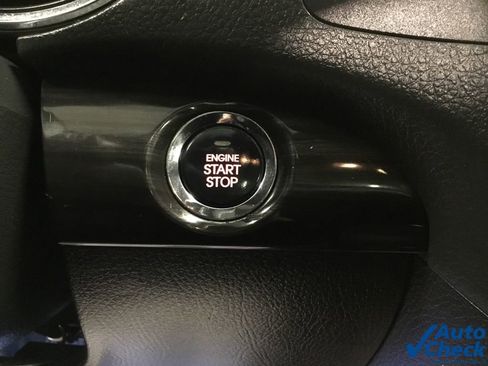 ENGINE
START
STOP
Auto
Check